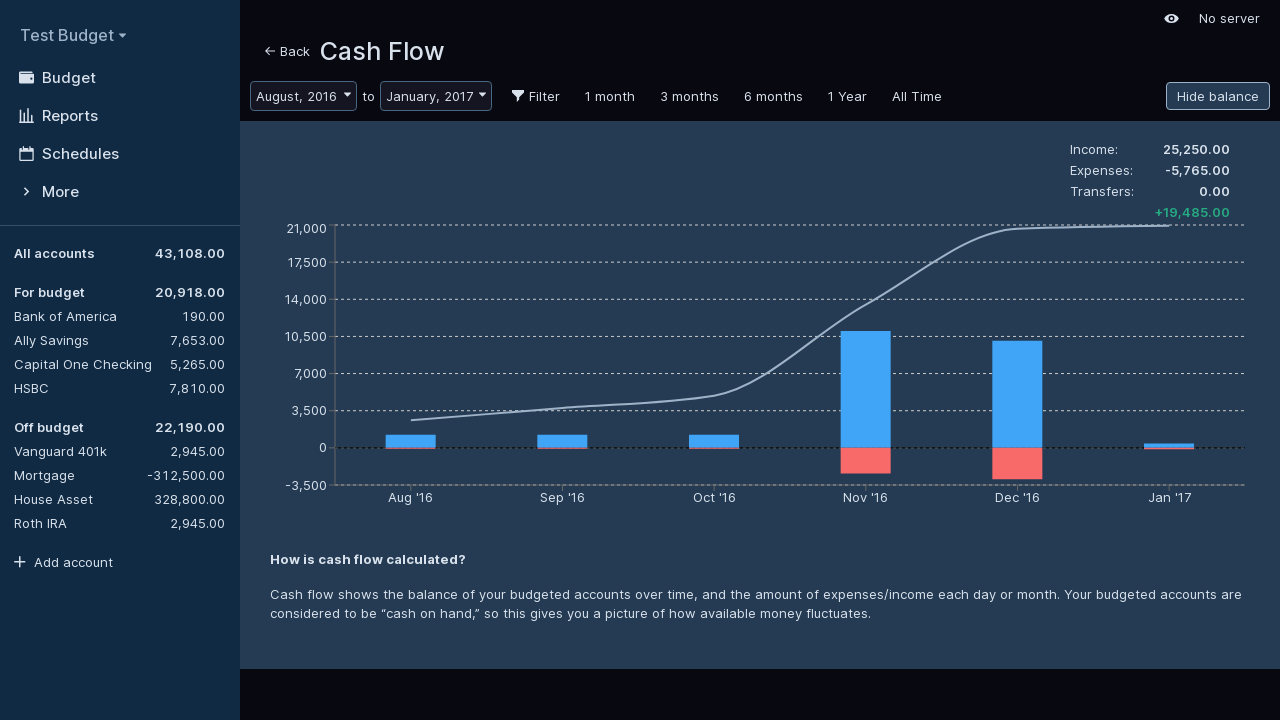 No server
Test Budget
Budget
Reports
Schedules
More
All accounts 43,108.00
For budget 20,918.00
Bank of America 190.00
Ally Savings 7,653.00
Capital One Checking 5,265.00
HSBC 7,810.00
Off budget 22,190.00
Vanguard 401k 2,945.00
Mortgage -312,500.00
House Asset 328,800.00
Roth IRA 2,945.00
Add account
Back Cash Flow
August, 2016 to January, 2017 Filter 1 month 3 months 6 months 1 Year All Time Hide balance
Income: 25,250.00
Expenses: -5,765.00
Transfers: 0.00
+19,485.00
21,000
17,500
14,000
10,500
7,000
3,500
0
-3,500
Aug '16 Sep '16 Oct '16 Nov '16 Dec '16 Jan '17
How is cash flow calculated?
Cash flow shows the balance of your budgeted accounts over time, and the amount of expenses/income each day or month. Your budgeted accounts are
considered to be “cash on hand,” so this gives you a picture of how available money fluctuates.